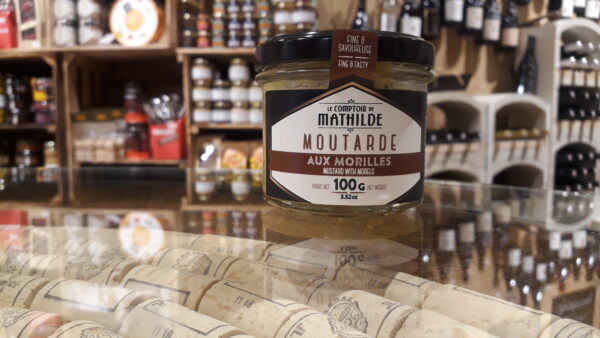 FINE &
SAVOUREUSE
FINE & TASTY
LE COMPTOIR DE
MATHILDE
MOUTARDE
AUX MORILLES
MUSTARD WITH MORELS
POIDS NET 100G NET WEIGHT
3.52oz